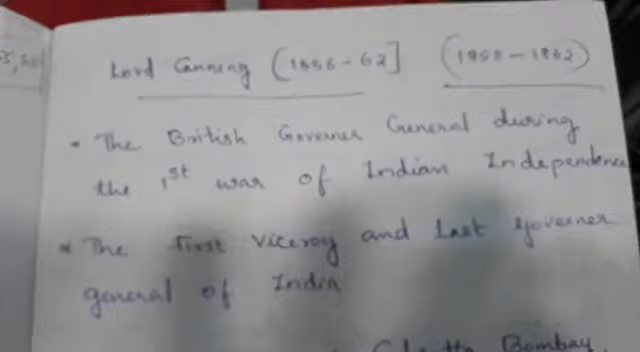 Lord Canning (1856-62] (1858-1862)
• The British Governer General during
the 1st war of Indian Independence
• The first viceroy and Last Governer
general of India
Calcutta Bombay,